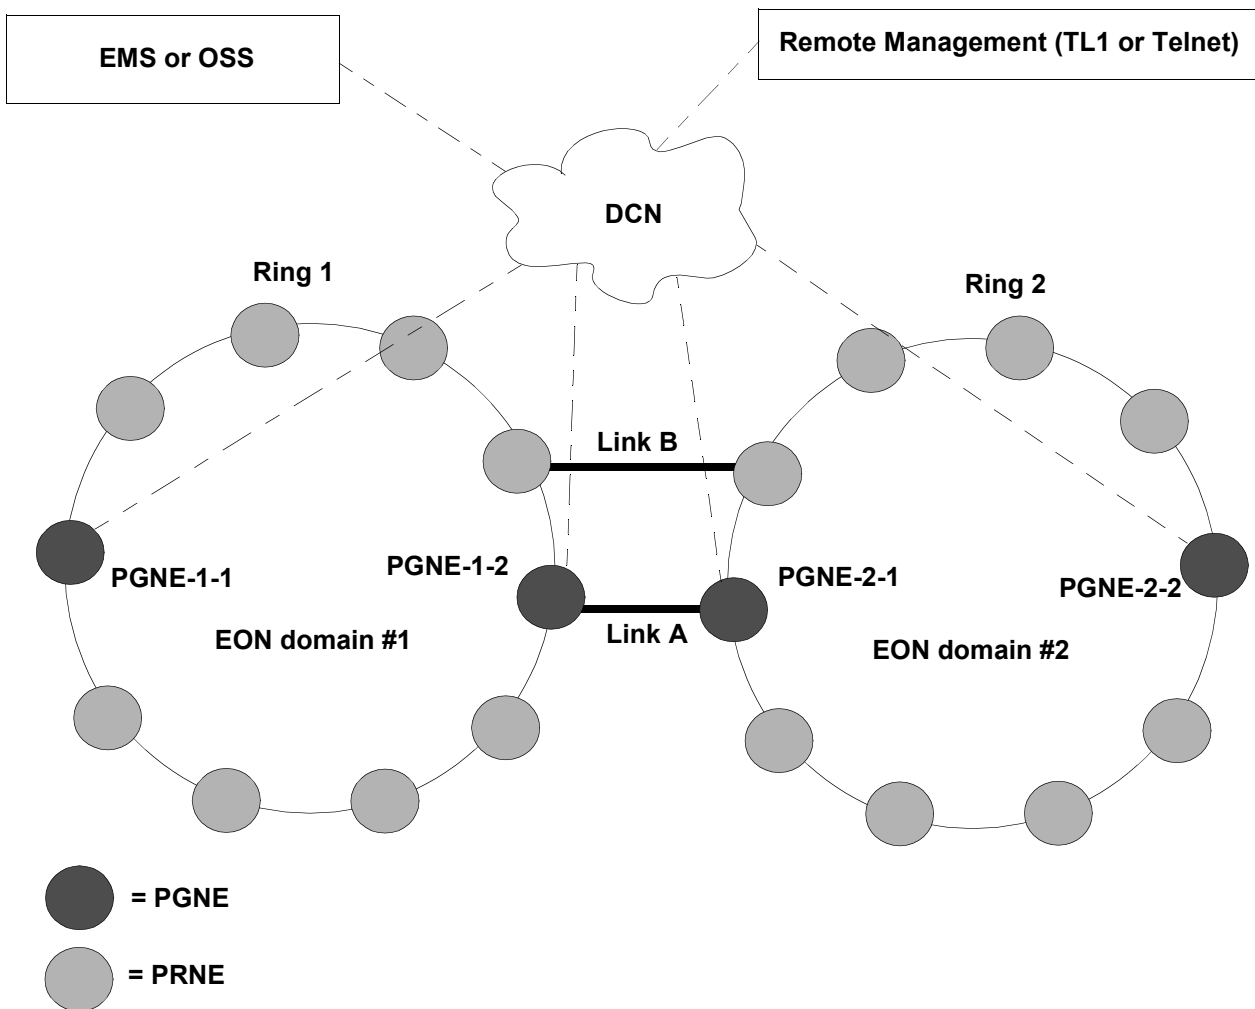 EMS or OSS
Remote Management (TL1 or Telnet)
DCN
Ring 1
Ring 2
Link B
PGNE-1-1
PGNE-1-2
PGNE-2-1
PGNE-2-2
Link A
EON domain #1
EON domain #2
= PGNE
= PRNE